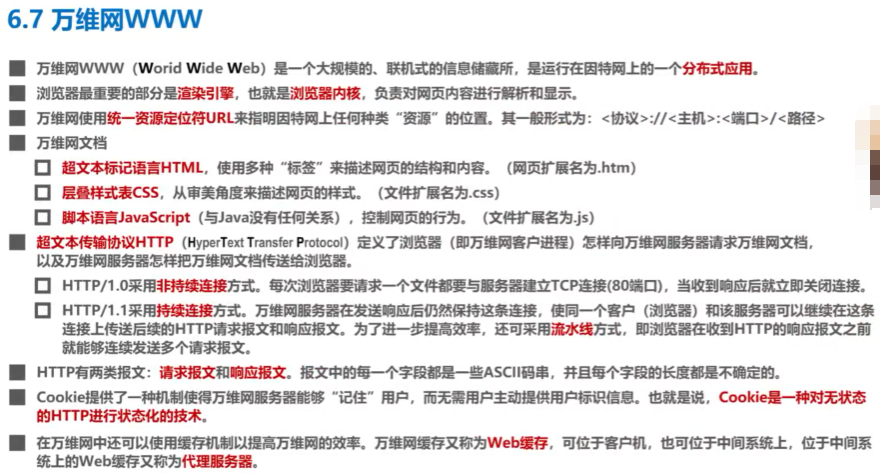 6.7 万维网WWW
万维网WWW（Worid Wide Web）是一个大规模的、联机式的信息储藏所，是运行在因特网上的一个分布式应用。
浏览器最重要的部分是渲染引擎，也就是浏览器内核，负责对网页内容进行解析和显示。
万维网使用统一资源定位符URL来指明因特网上任何种类“资源”的位置。其一般形式为：<协议>://<主机>:<端口>/<路径>
万维网文档
超文本标记语言HTML，使用多种“标签”来描述网页的结构和内容。（网页扩展名为.htm）
层叠样式表CSS，从审美角度来描述网页的样式。（文件扩展名为.css）
脚本语言JavaScript（与Java没有任何关系），控制网页的行为。（文件扩展名为.js）
超文本传输协议HTTP（HyperText Transfer Protocol）定义了浏览器（即万维网客户进程）怎样向万维网服务器请求万维网文档，
以及万维网服务器怎样把万维网文档传送给浏览器。
HTTP/1.0采用非持续连接方式。每次浏览器要请求一个文件都要与服务器建立TCP连接(80端口)，当收到响应后就立即关闭连接。
HTTP/1.1采用持续连接方式。万维网服务器在发送响应后仍然保持这条连接，使同一个客户（浏览器）和该服务器可以继续在这条
连接上传送后续的HTTP请求报文和响应报文。为了进一步提高效率，还可采用流水线方式，即浏览器在收到HTTP的响应报文之前
就能够连续发送多个请求报文。
HTTP有两类报文：请求报文和响应报文。报文中的每一个字段都是一些ASCII码串，并且每个字段的长度都是不确定的。
Cookie提供了一种机制使得万维网服务器能够“记住”用户，而无需用户主动提供用户标识信息。也就是说，Cookie是一种对无状态
的HTTP进行状态化的技术。
在万维网中还可以使用缓存机制以提高万维网的效率。万维网缓存又称为Web缓存，可位于客户机，也可位于中间系统上，位于中间系
统上的Web缓存又称为代理服务器。